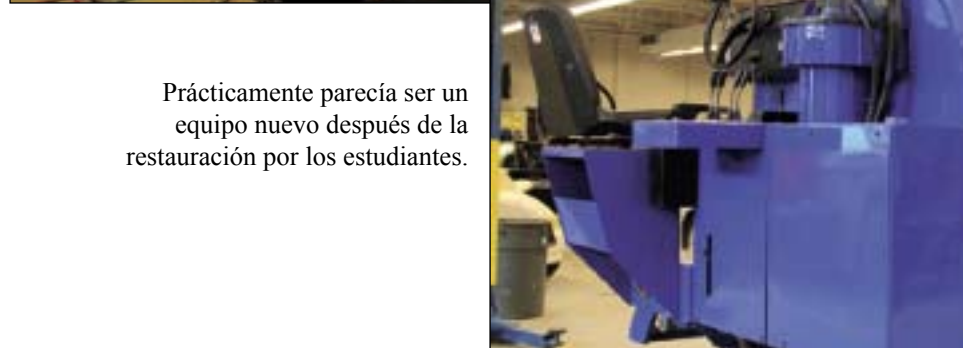 Prácticamente parecía ser un
equipo nuevo después de la
restauración por los estudiantes.